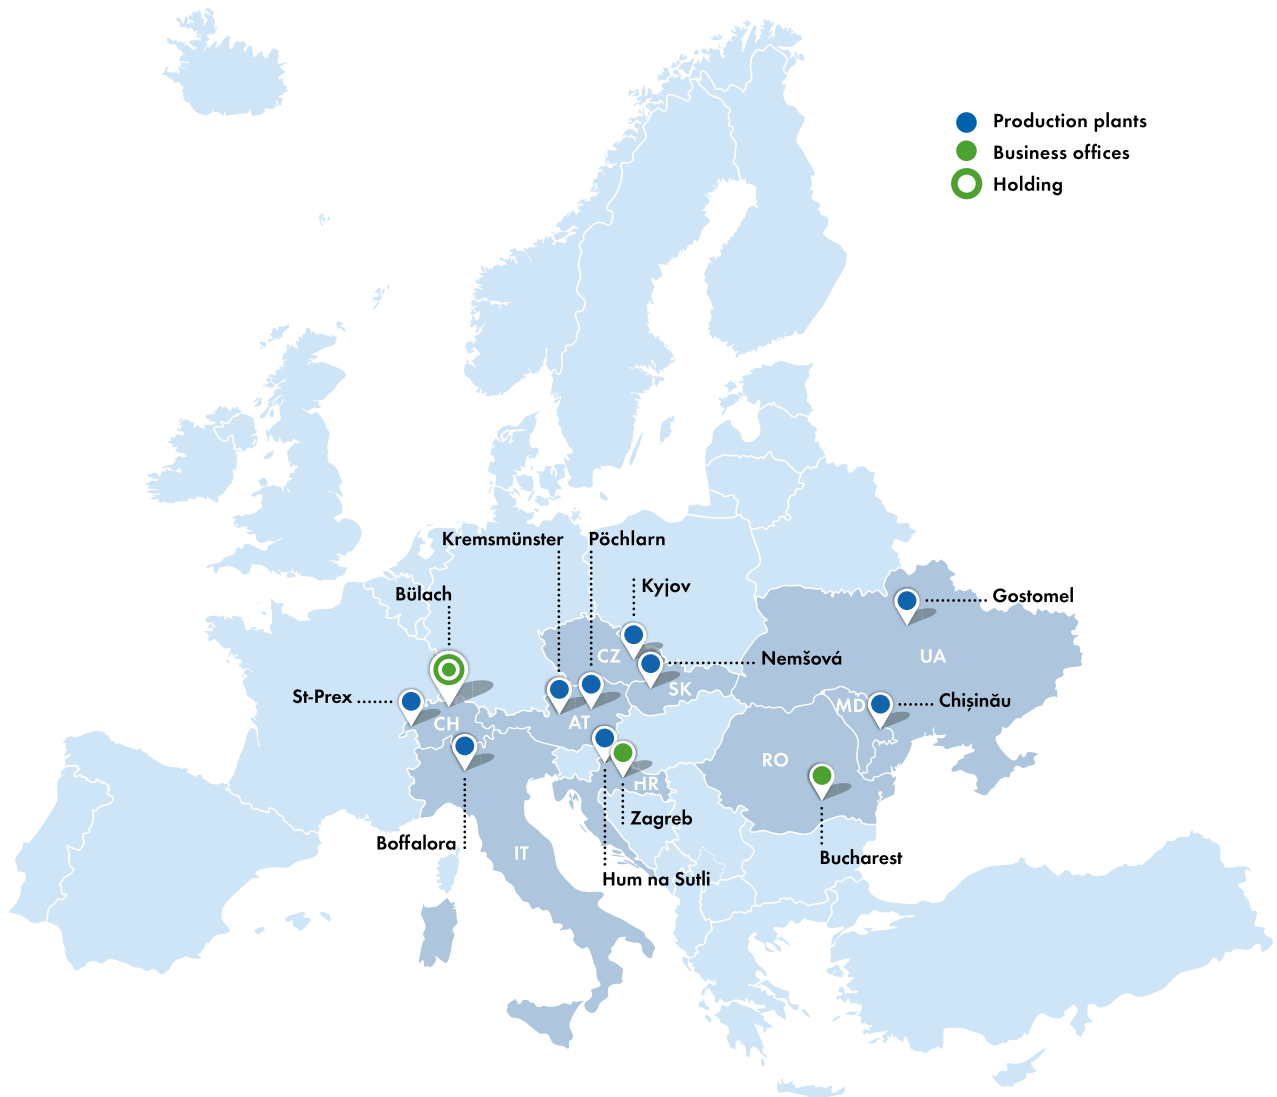 Production plants
Business offices
Holding
Kremsmünster
Pöchlarn
Kyjov
Bülach
Gostomel
CZ
Nemšová
UA
SK
St-Prex
CH
AT
MD
Chișinău
RO
HR
Zagreb
Boffalora
IT
Bucharest
Hum na Sutli